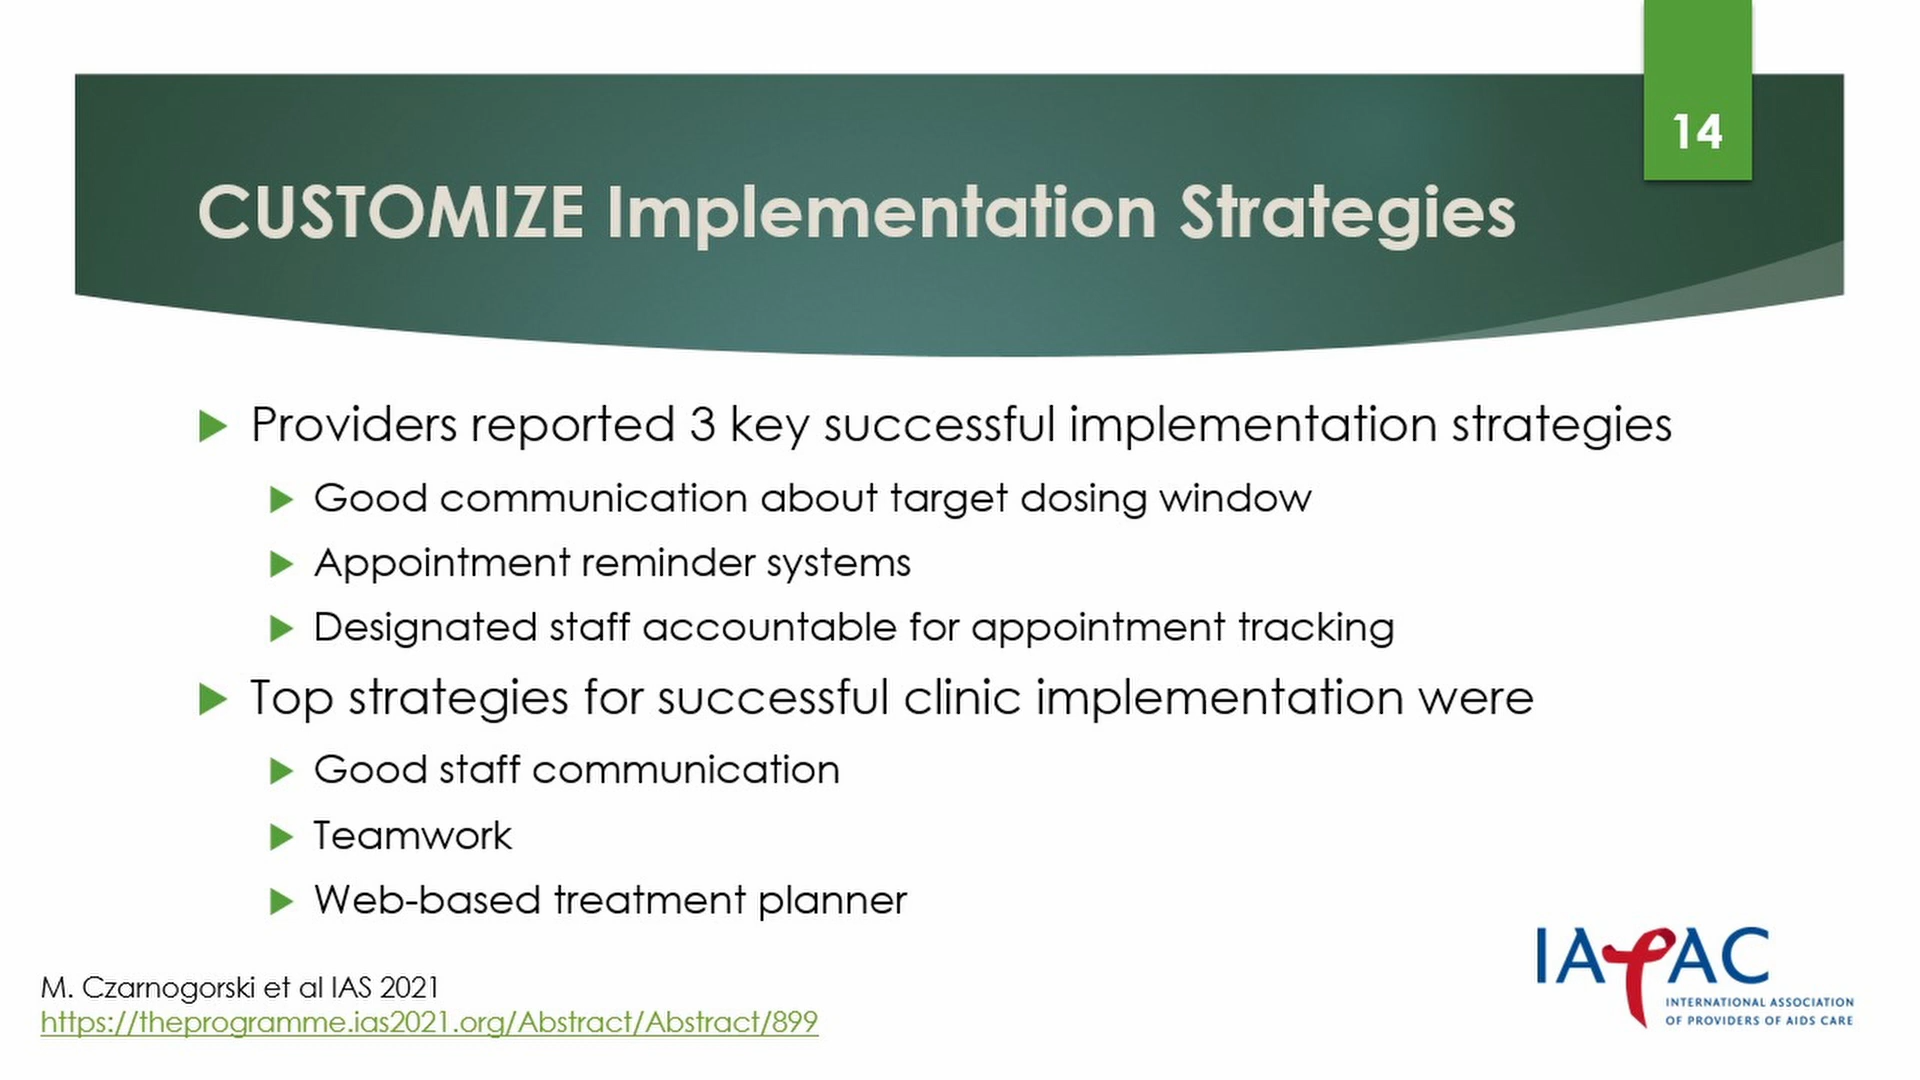 14
CUSTOMIZE Implementation Strategies
Providers reported 3 key successful implementation strategies
Good communication about target dosing window
Appointment reminder systems
Designated staff accountable for appointment tracking
Top strategies for successful clinic implementation were
Good staff communication
Teamwork
Web-based treatment planner
M. Czarnogorski et al IAS 2021
https://theprogramme.ias2021.org/Abstract/Abstract/899
IAPAC
INTERNATIONAL ASSOCIATION
OF PROVIDERS OF AIDS CARE